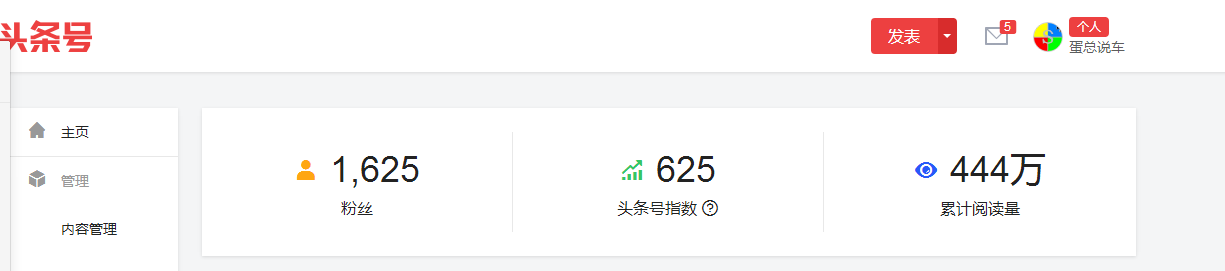 头条号
发表
5
个人
蛋总说车
主页
管理
内容管理
1,625
粉丝
625
头条号指数
444万
累计阅读量